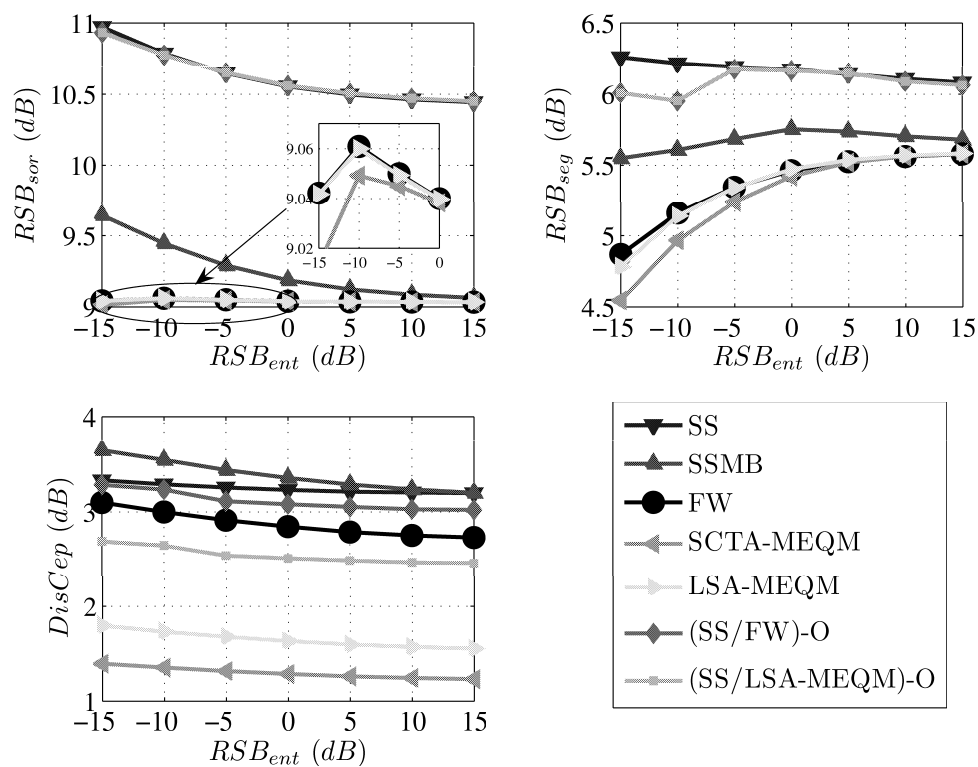 RSB_sor (dB)
11
10.5
10
9.5
9
−15 −10 −5 0 5 10 15
RSB_ent (dB)
9.06
9.04
9.02
−15 −10 −5 0
RSB_seg (dB)
6.5
6
5.5
5
4.5
−15 −10 −5 0 5 10 15
RSB_ent (dB)
DisCep (dB)
4
3
2
1
−15 −10 −5 0 5 10 15
RSB_ent (dB)
SS
SSMB
FW
SCTA-MEQM
LSA-MEQM
(SS/FW)-O
(SS/LSA-MEQM)-O